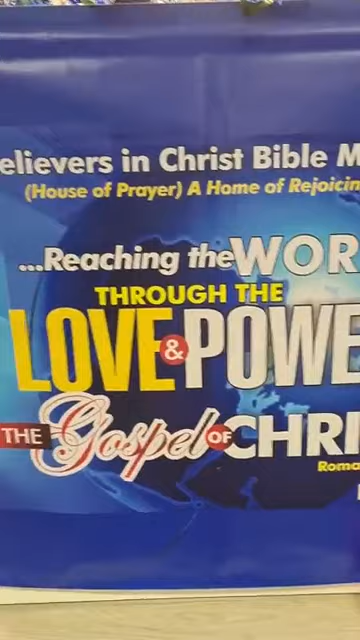 elievers in Christ Bible M
(House of Prayer) A Home of Rejoicin
...Reaching the WOR
THROUGH THE
LOVE & POWE
THE Gospel OF CHRI
Roma